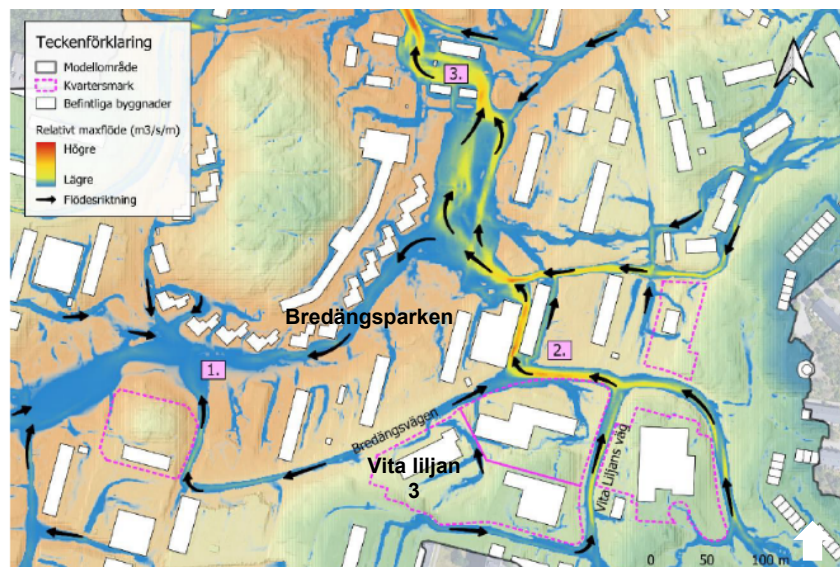 Teckenförklaring
Modellområde
Kvartersmark
Befintliga byggnader
Relativt maxflöde (m3/s/m)
Högre
Lägre
Flödesriktning
3.
Bredängsparken
1.
2.
Bredängsvägen
Vita liljan
3
Vita Liljans väg
0 50 100 m